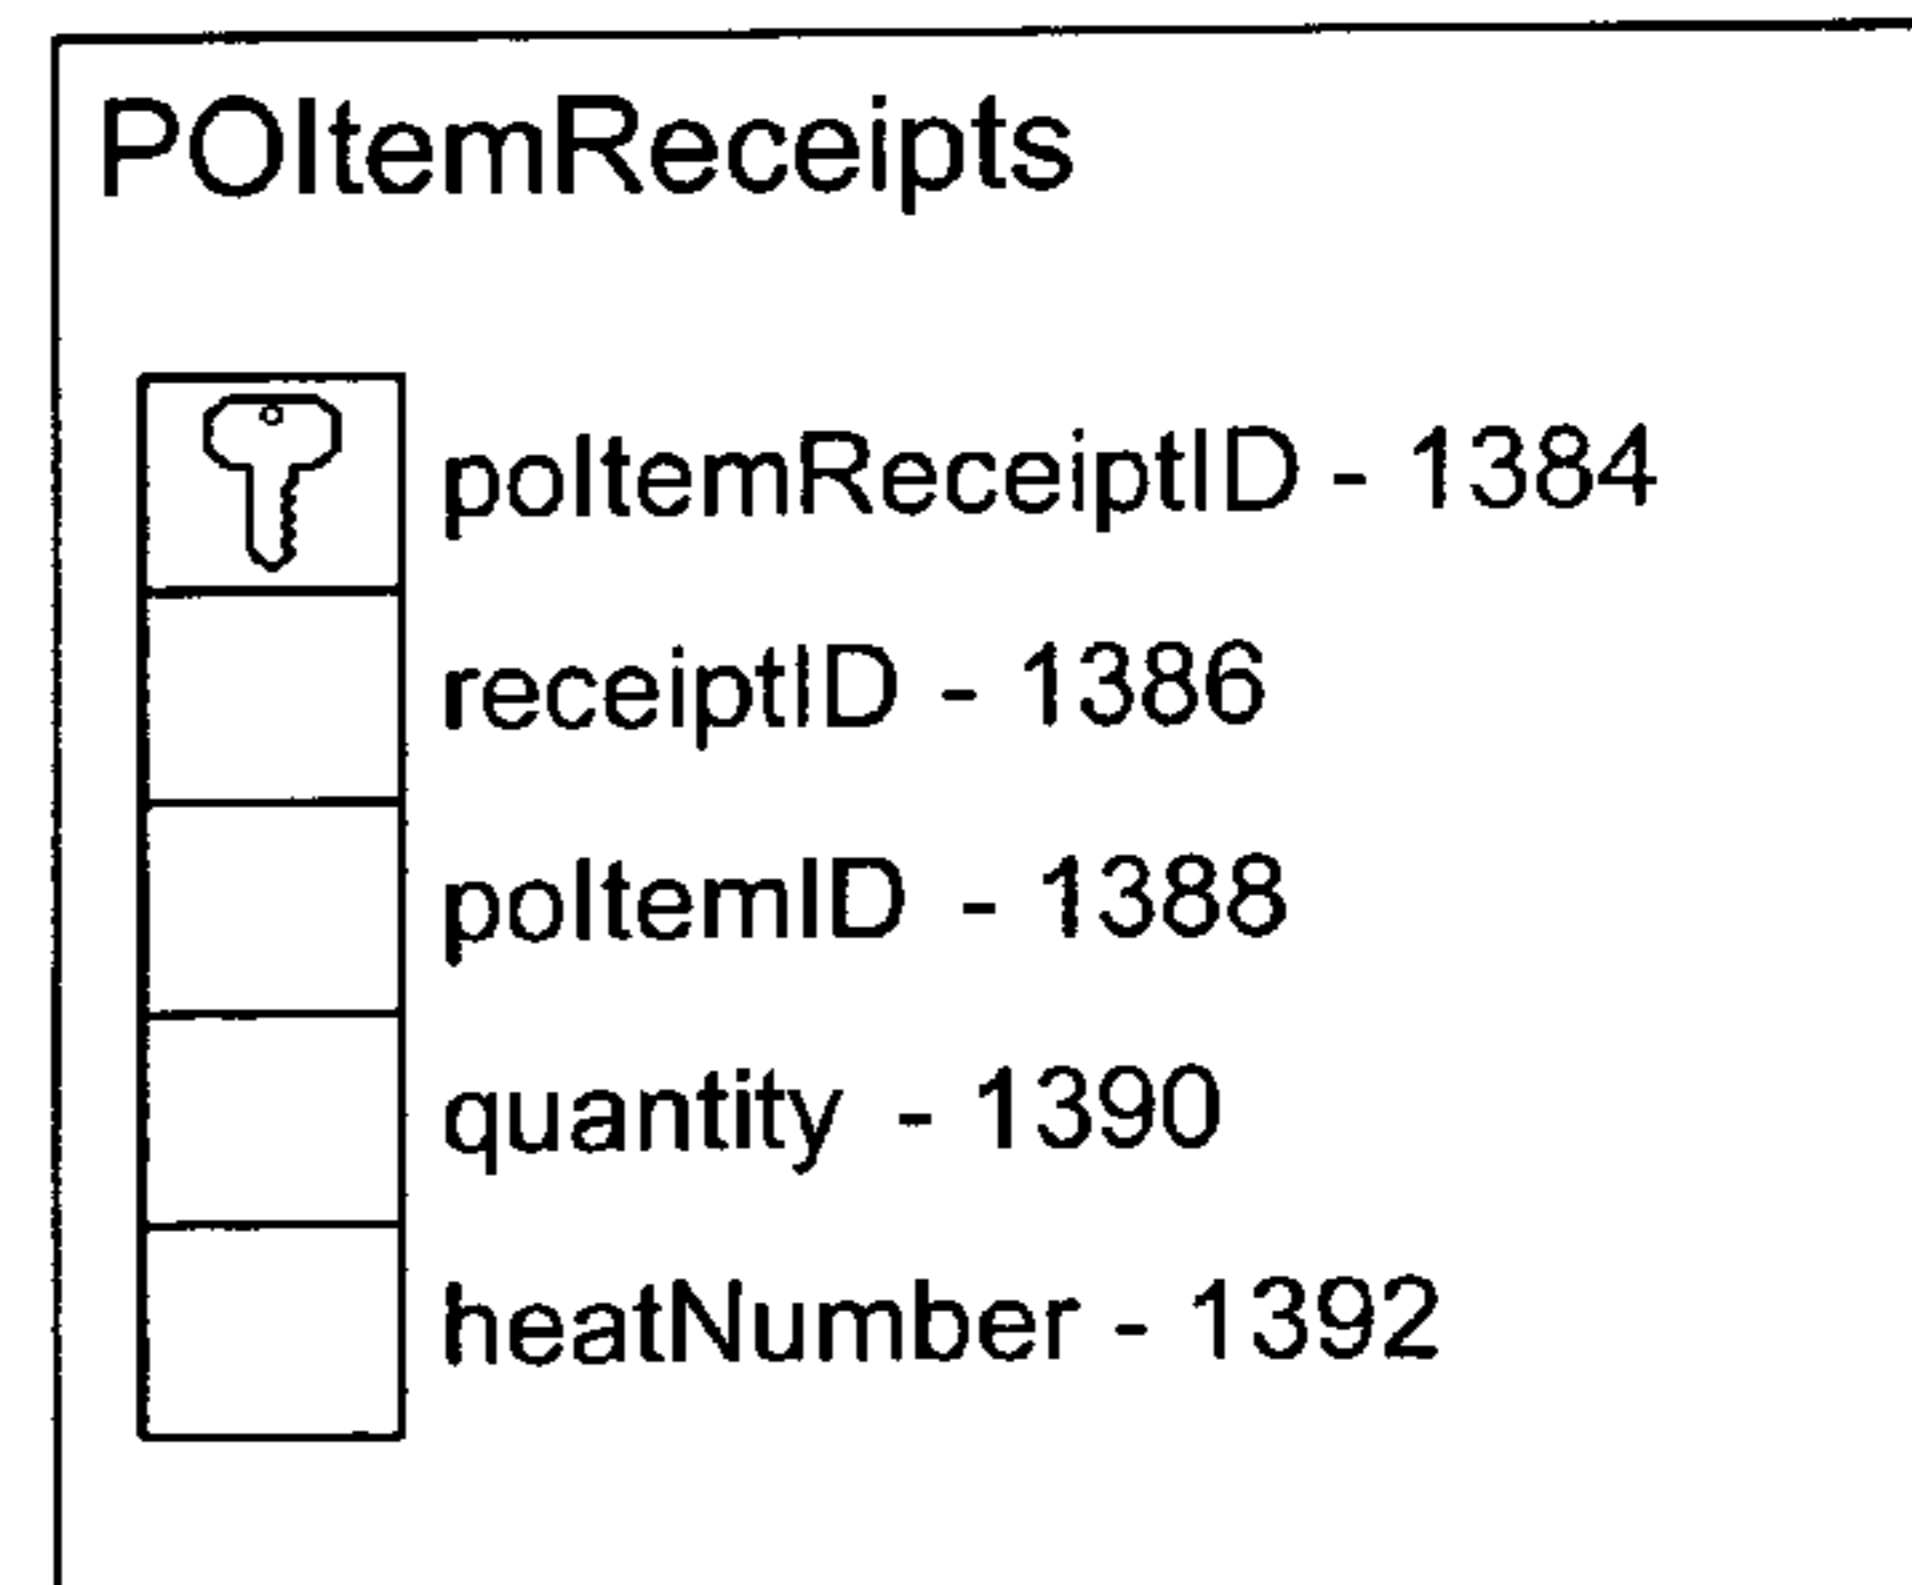 POItemReceipts
poItemReceiptID - 1384
receiptID - 1386
poItemID - 1388
quantity - 1390
heatNumber - 1392